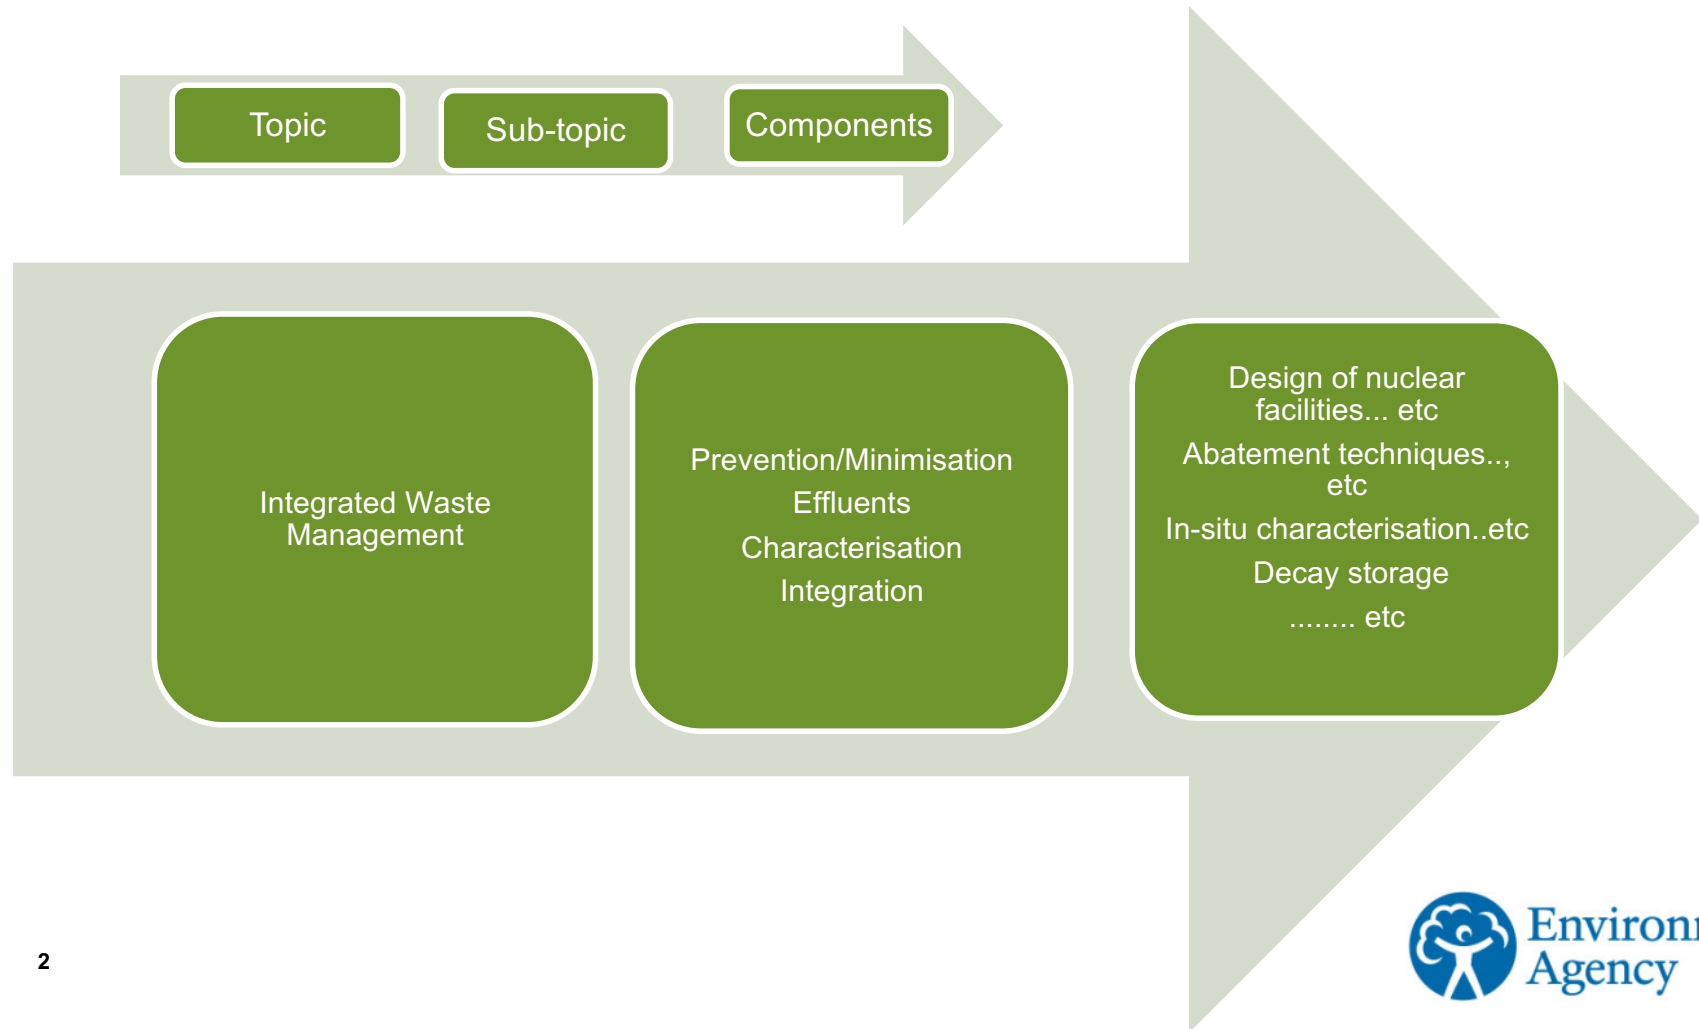 Topic
Sub-topic
Components
Integrated Waste
Management
Prevention/Minimisation
Effluents
Characterisation
Integration
Design of nuclear
facilities... etc
Abatement techniques..,
etc
In-situ characterisation..etc
Decay storage
........ etc
2
Agency